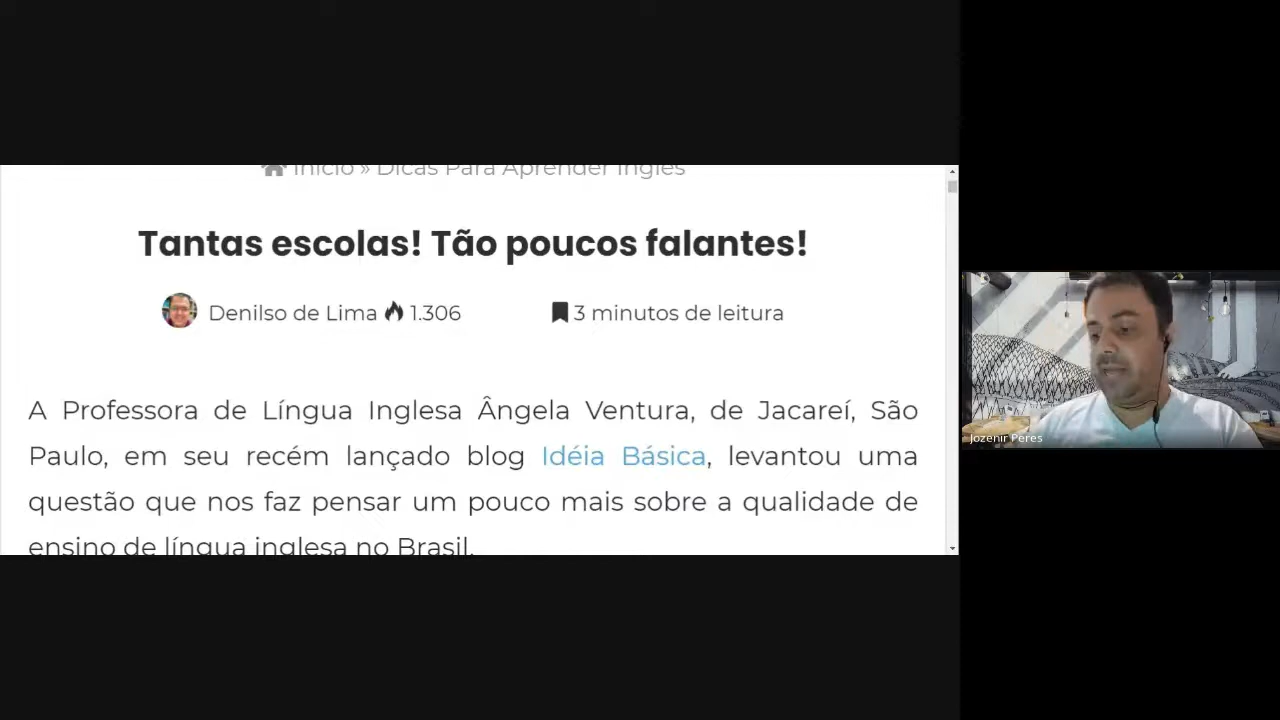 Início » Dicas Para Aprender Inglês
Tantas escolas! Tão poucos falantes!
Denilso de Lima 1.306 3 minutos de leitura
A Professora de Língua Inglesa Ângela Ventura, de Jacareí, São
Paulo, em seu recém lançado blog Idéia Básica, levantou uma
questão que nos faz pensar um pouco mais sobre a qualidade de
ensino de língua inglesa no Brasil.
Jozenir Peres